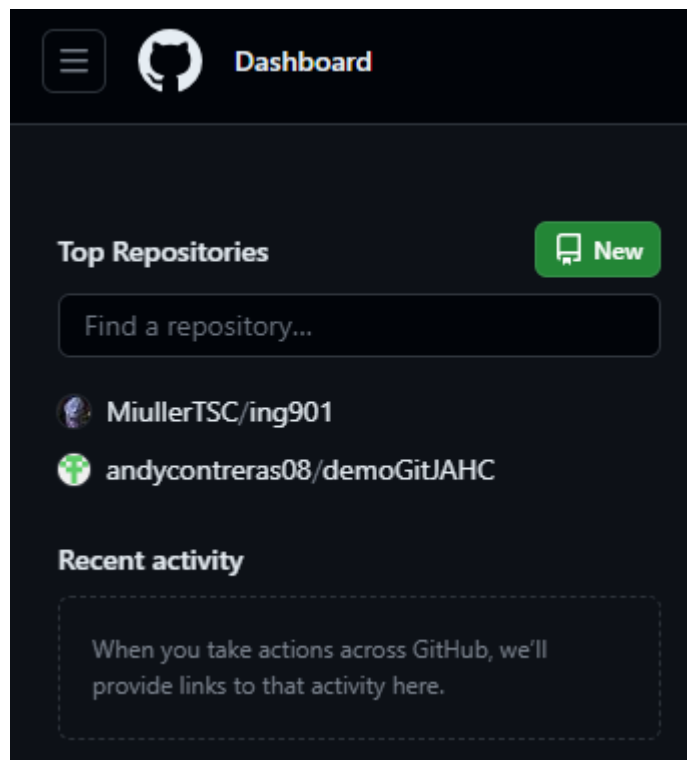 Dashboard
Top Repositories
New
Find a repository...
MiullerTSC/ing901
andycontreras08/demoGitJAHC
Recent activity
When you take actions across GitHub, we’ll
provide links to that activity here.